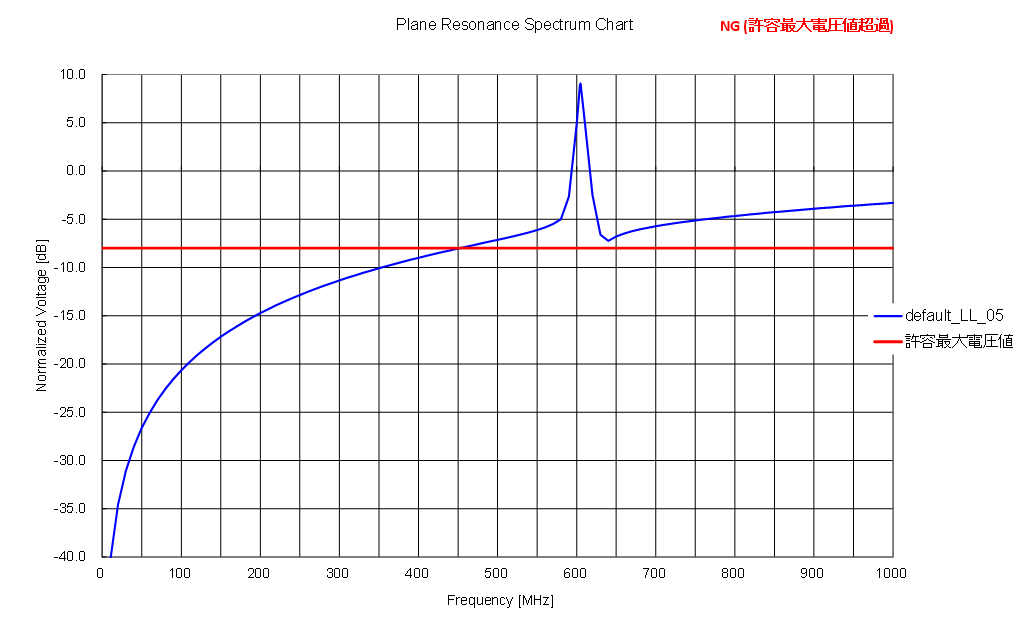 Plane Resonance Spectrum Chart
NG (許容最大電圧値超過)
Normalized Voltage [dB]
10.0
5.0
0.0
-5.0
-10.0
-15.0
-20.0
-25.0
-30.0
-35.0
-40.0
0 100 200 300 400 500 600 700 800 900 1000
Frequency [MHz]
default_LL_05
許容最大電圧値